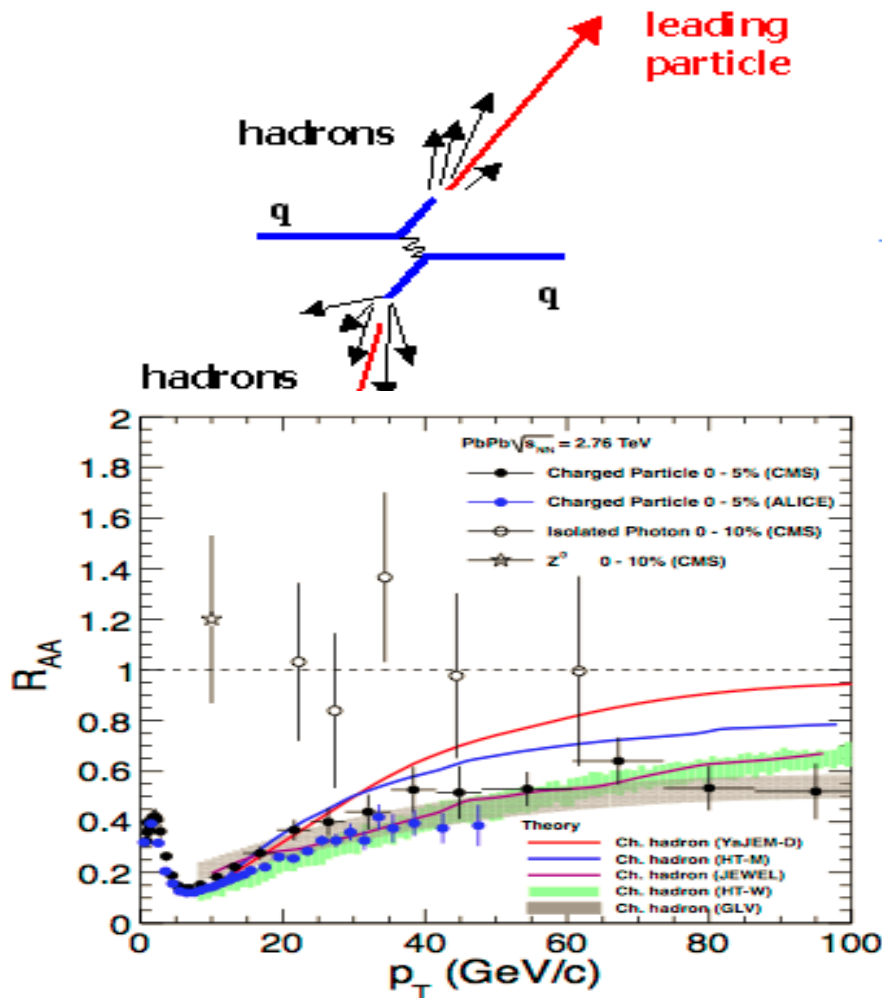 leading
particle
hadrons
q
q
hadrons
PbPb√sNN = 2.76 TeV
Charged Particle 0 - 5% (CMS)
Charged Particle 0 - 5% (ALICE)
Isolated Photon 0 - 10% (CMS)
Z0 0 - 10% (CMS)
Theory
Ch. hadron (YaJEM-D)
Ch. hadron (HT-M)
Ch. hadron (JEWEL)
Ch. hadron (HT-W)
Ch. hadron (GLV)
RAA
2
1.8
1.6
1.4
1.2
1
0.8
0.6
0.4
0.2
0
0 20 40 60 80 100
pT (GeV/c)